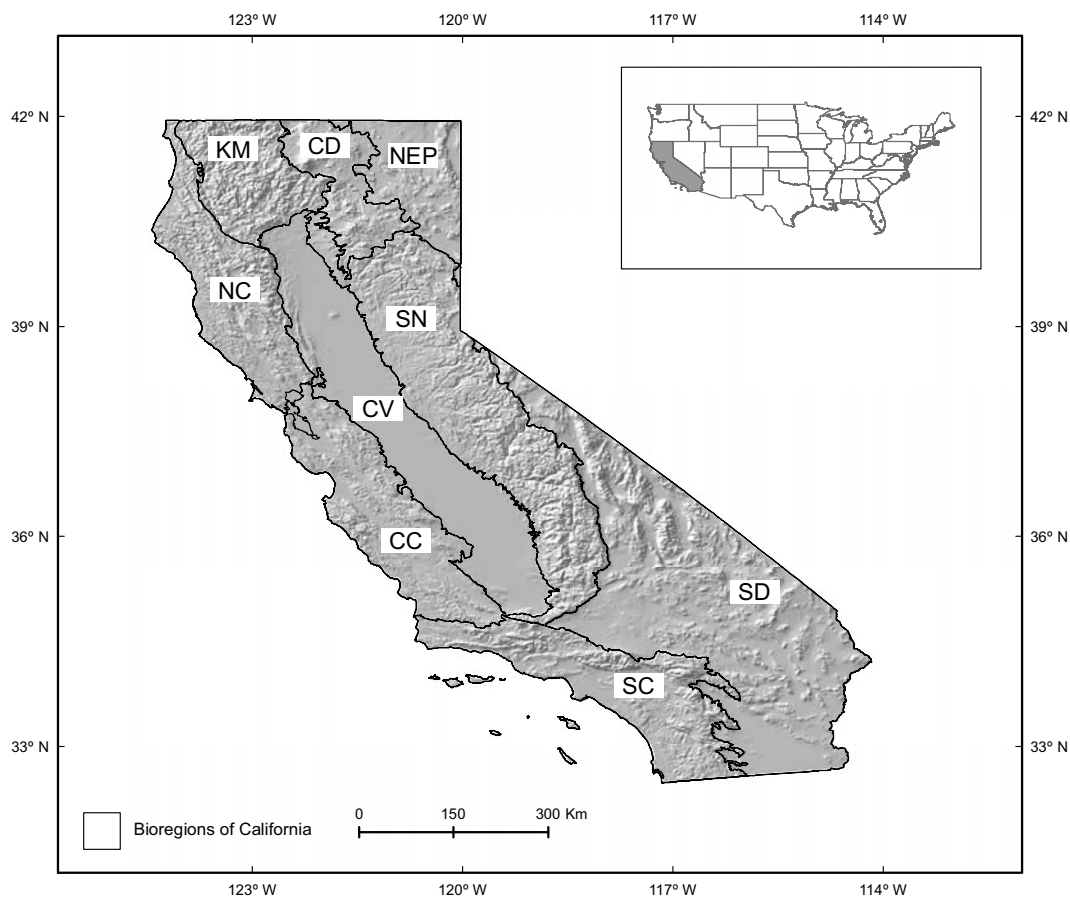 123° W 120° W 117° W 114° W
42° N 42° N
KM CD NEP
NC
SN
39° N 39° N
CV
CC
36° N 36° N
SD
SC
33° N 33° N
0 150 300 Km
Bioregions of California
123° W 120° W 117° W 114° W